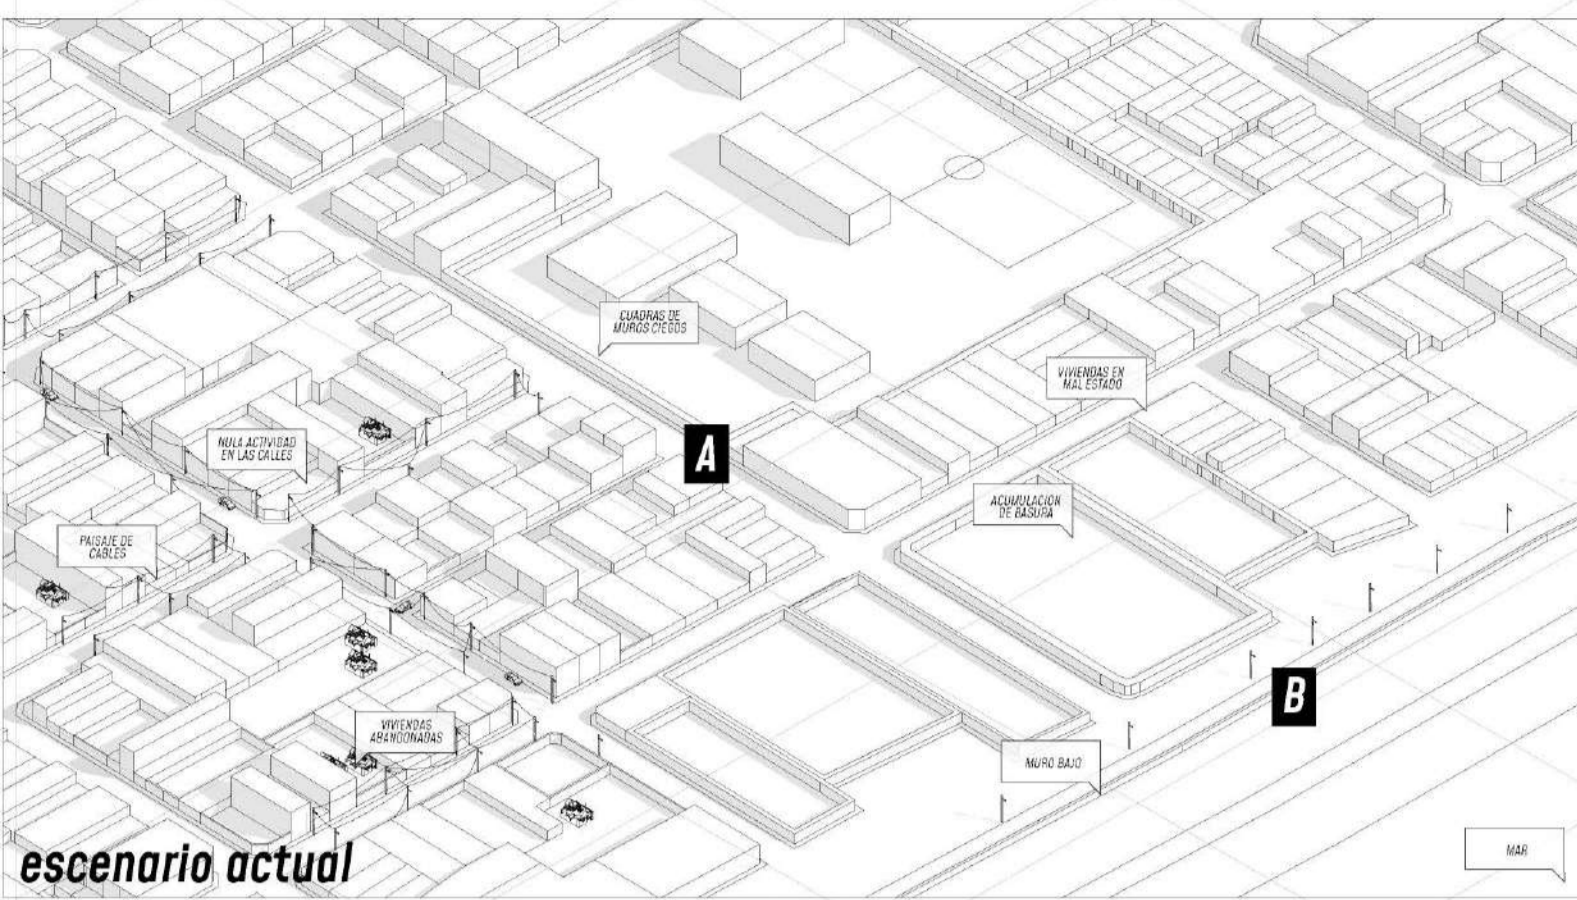 CUADRAS DE
MUROS CIEGOS
VIVIENDAS EN
MAL ESTADO
A
NULA ACTIVIDAD
EN LAS CALLES
ACUMULACION
DE BASURA
PAISAJE DE
CABLES
B
VIVIENDAS
ABANDONADAS
MURO BAJO
escenario actual
MAR